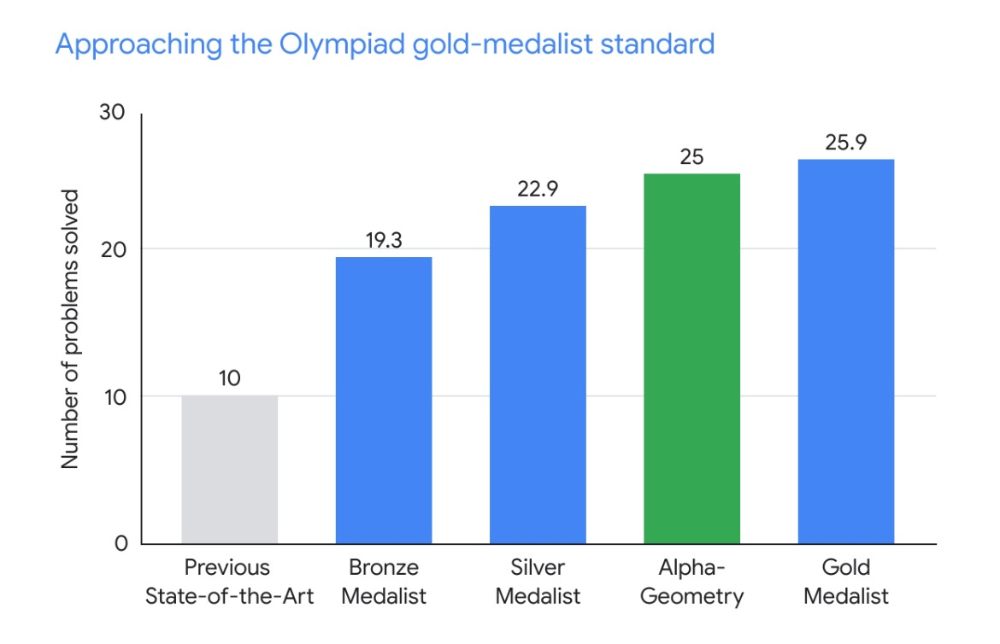 Approaching the Olympiad gold-medalist standard
30
20
10
0
Number of problems solved
10
19.3
22.9
25
25.9
Previous
State-of-the-Art
Bronze
Medalist
Silver
Medalist
Alpha-
Geometry
Gold
Medalist